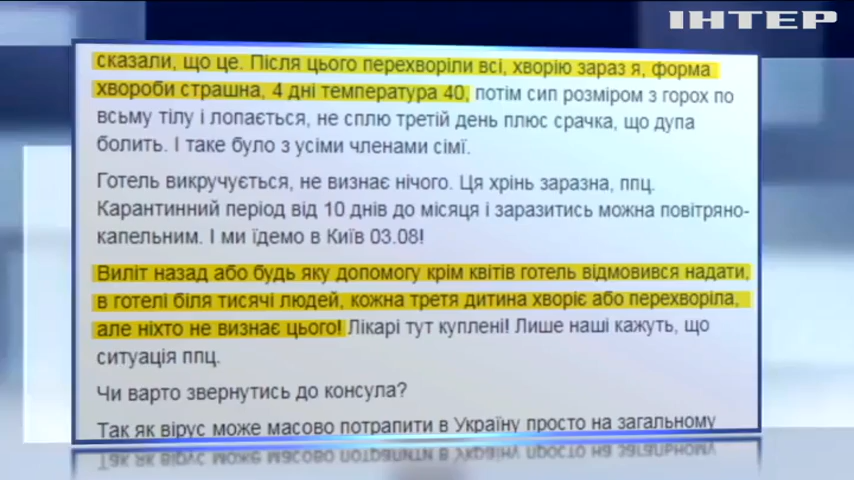 ІНТЕР
сказали, що це. Після цього перехворіли всі, хворію зараз я, форма
хвороби страшна, 4 дні температура 40, потім сип розміром з горох по
всьму тілу і лопається, не сплю третій день плюс срачка, що дупа
болить. І таке було з усіми членами сімї.
Готель викручується, не визнає нічого. Ця хрінь заразна, ппц.
Карантинний період від 10 днів до місяця і заразитись можна повітряно-
капельним. І ми їдемо в Київ 03.08!
Виліт назад або будь яку допомогу крім квітів готель відмовився надати,
в готелі біля тисячі людей, кожна третя дитина хворіє або перехворіла,
але ніхто не визнає цього! Лікарі тут куплені! Лише наші кажуть, що
ситуація ппц.
Чи варто звернутись до консула?
Так як вірус може масово потрапити в Україну просто на загальному